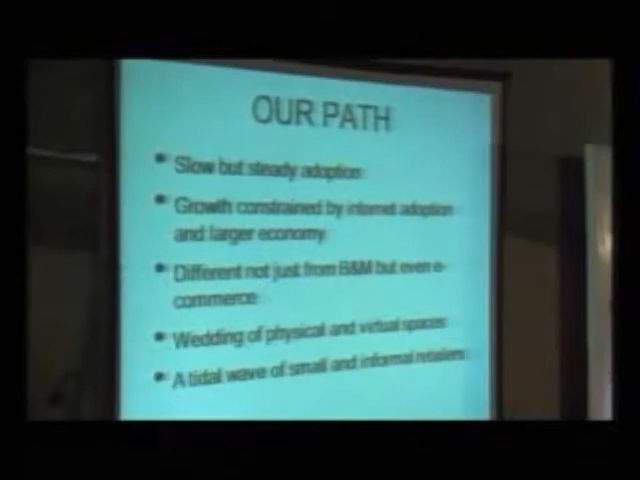 OUR PATH
Slow but steady adoption
Growth constrained by internet adoption
and larger economy
Different not just from B&M but even e-
commerce
Wedding of physical and virtual spaces
A tidal wave of small and informal retailers